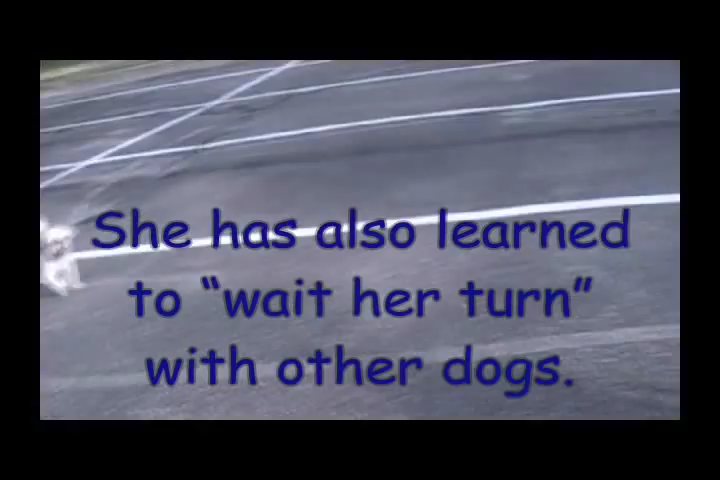 She has also learned
to “wait her turn”
with other dogs.